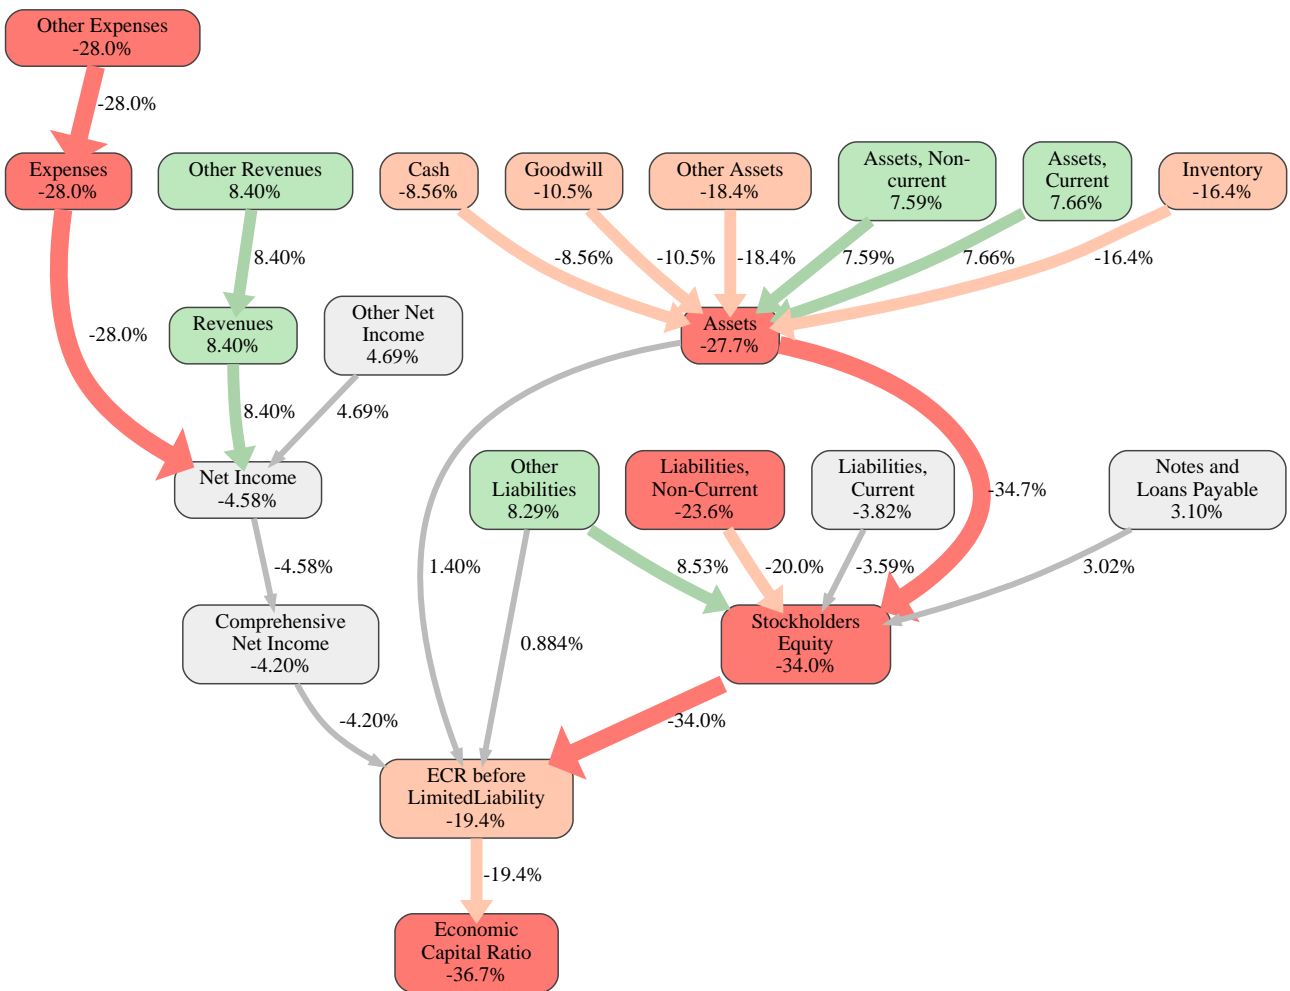 Other Expenses
-28.0%
-28.0%
Expenses
-28.0%
Other Revenues
8.40%
Cash
-8.56%
Goodwill
-10.5%
Other Assets
-18.4%
Assets, Non-
current
7.59%
Assets,
Current
7.66%
Inventory
-16.4%
8.40%
-8.56%
-10.5%
-18.4%
7.59%
7.66%
-16.4%
-28.0%
Revenues
8.40%
Other Net
Income
4.69%
Assets
-27.7%
8.40%
4.69%
Net Income
-4.58%
Other
Liabilities
8.29%
Liabilities,
Non-Current
-23.6%
Liabilities,
Current
-3.82%
-34.7%
Notes and
Loans Payable
3.10%
-4.58%
1.40%
8.53%
-20.0%
-3.59%
3.02%
Comprehensive
Net Income
-4.20%
0.884%
Stockholders
Equity
-34.0%
-4.20%
-34.0%
ECR before
LimitedLiability
-19.4%
-19.4%
Economic
Capital Ratio
-36.7%